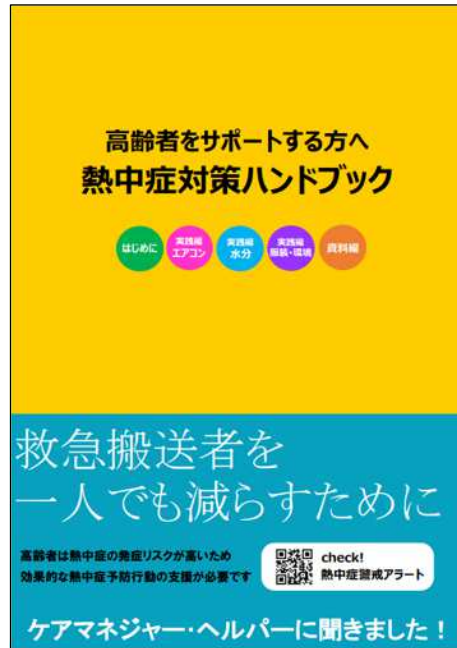 高齢者をサポートする方へ
熱中症対策ハンドブック
はじめに
実践編
エアコン
実践編
水分
実践編
服装・環境
資料編
救急搬送者を
一人でも減らすために
高齢者は熱中症の発症リスクが高いため
効果的な熱中症予防行動の支援が必要です
check!
熱中症警戒アラート
ケアマネジャー・ヘルパーに聞きました！